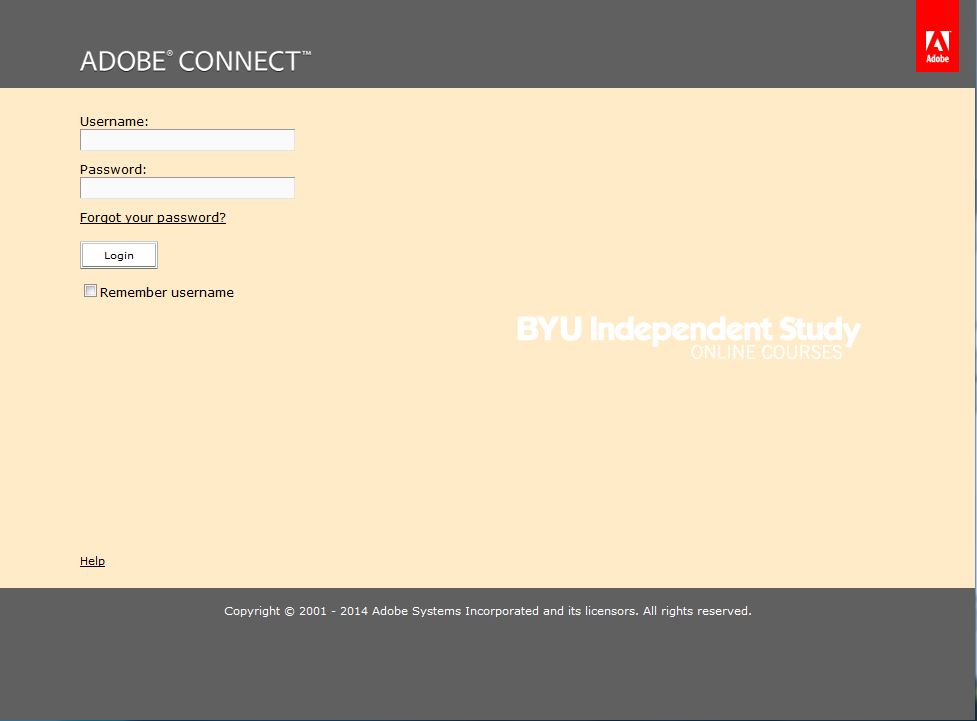 ADOBE® CONNECT™
Adobe
Username:
Password:
Forgot your password?
Login
Remember username
BYU Independent Study
ONLINE COURSES
Help
Copyright © 2001 - 2014 Adobe Systems Incorporated and its licensors. All rights reserved.